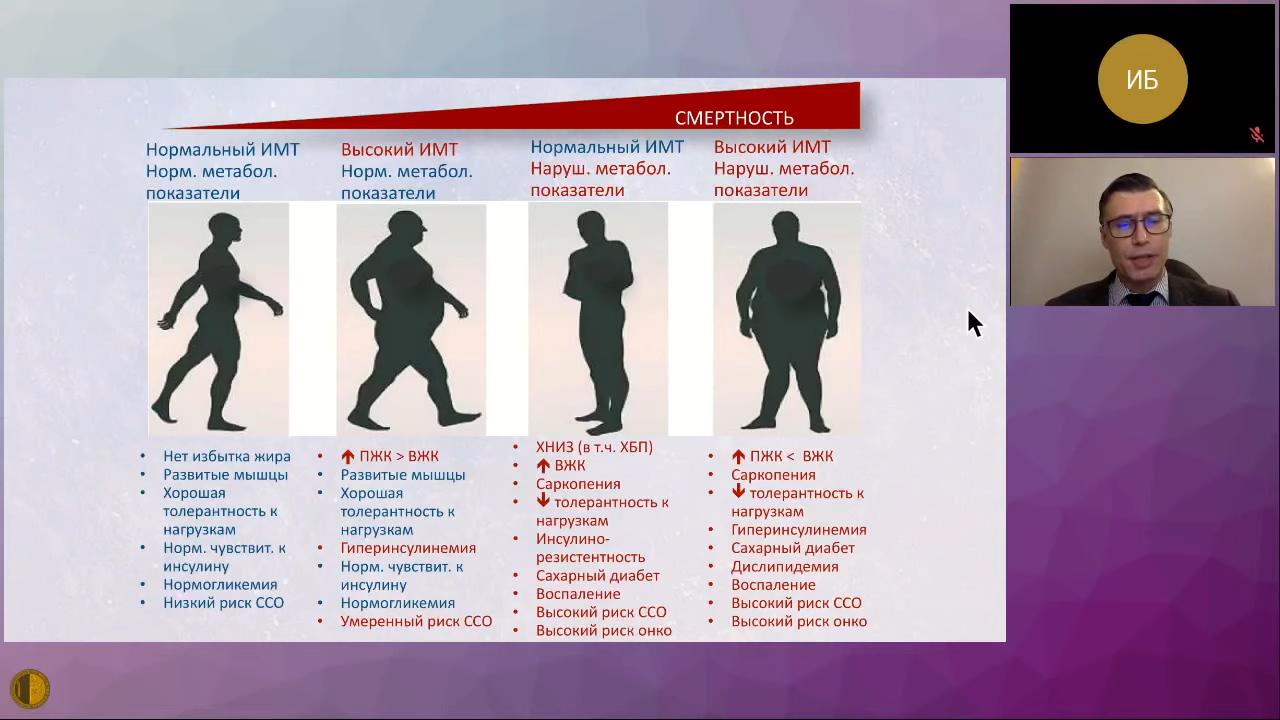 СМЕРТНОСТЬ
Нормальный ИМТ
Норм. метабол.
показатели
Высокий ИМТ
Норм. метабол.
показатели
Нормальный ИМТ
Наруш. метабол.
показатели
Высокий ИМТ
Наруш. метабол.
показатели
• Нет избытка жира
• Развитые мышцы
• Хорошая
толерантность к
нагрузкам
• Норм. чувствит. к
инсулину
• Нормогликемия
• Низкий риск ССО
• 🡹 ПЖК > ВЖК
• Развитые мышцы
• Хорошая
толерантность к
нагрузкам
• Гиперинсулинемия
• Норм. чувствит. к
инсулину
• Нормогликемия
• Умеренный риск ССО
• ХНИЗ (в т.ч. ХБП)
• 🡹 ВЖК
• Саркопения
• 🡻 толерантность к
нагрузкам
• Инсулино-
резистентность
• Сахарный диабет
• Воспаление
• Высокий риск ССО
• Высокий риск онко
• 🡹 ПЖК < ВЖК
• Саркопения
• 🡻 толерантность к
нагрузкам
• Гиперинсулинемия
• Сахарный диабет
• Дислипидемия
• Воспаление
• Высокий риск ССО
• Высокий риск онко
ИБ